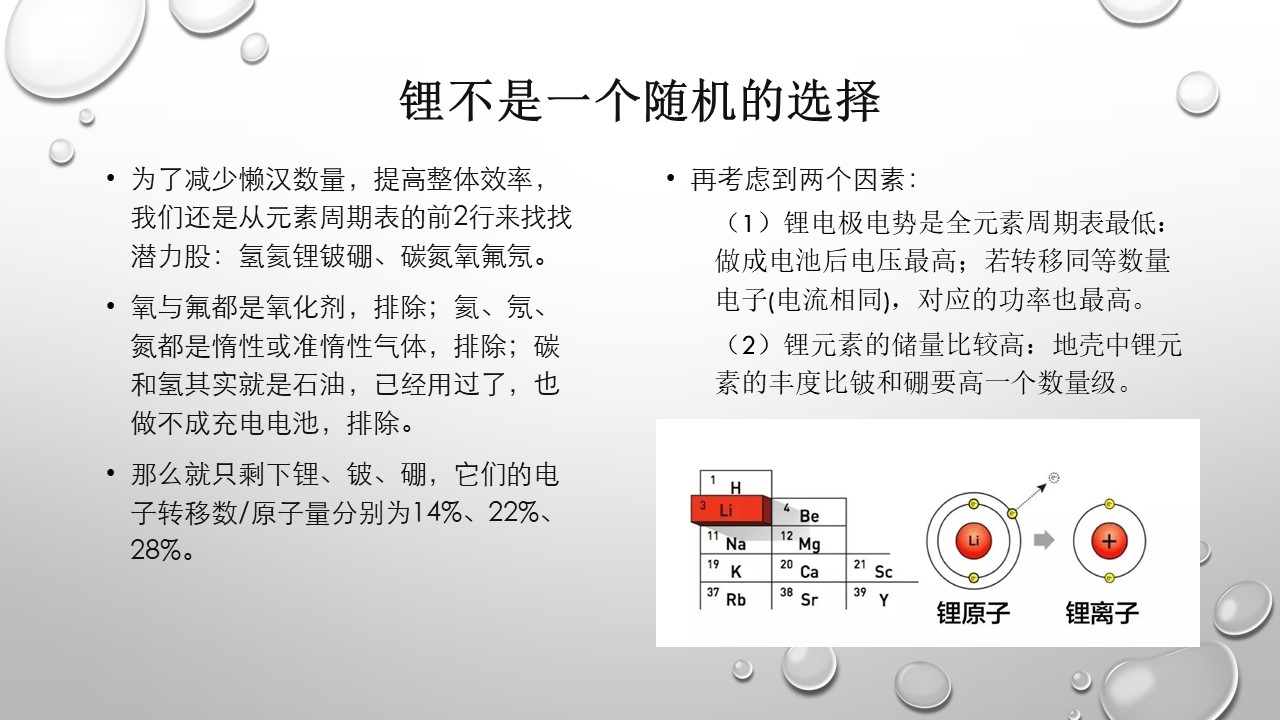 锂不是一个随机的选择
• 为了减少懒汉数量，提高整体效率，
我们还是从元素周期表的前2行来找找
潜力股：氢氦锂铍硼、碳氮氧氟氖。
• 氧与氟都是氧化剂，排除；氦、氖、
氮都是惰性或准惰性气体，排除；碳
和氢其实就是石油，已经用过了，也
做不成充电电池，排除。
• 那么就只剩下锂、铍、硼，它们的电
子转移数/原子量分别为14%、22%、
28%。
• 再考虑到两个因素：
（1）锂电极电势是全元素周期表最低：
做成电池后电压最高；若转移同等数量
电子(电流相同)，对应的功率也最高。
（2）锂元素的储量比较高：地壳中锂元
素的丰度比铍和硼要高一个数量级。
1 H
3 Li 4 Be
11 Na 12 Mg
19 K 20 Ca 21 Sc
37 Rb 38 Sr 39 Y
Li +
锂原子 锂离子